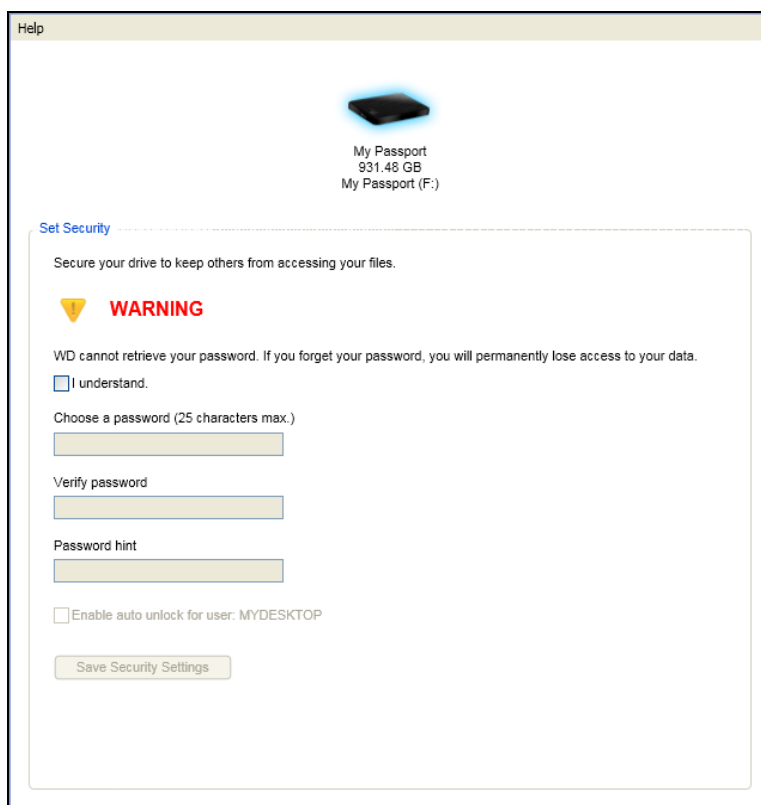 Help
My Passport
931.48 GB
My Passport (F:)
Set Security
Secure your drive to keep others from accessing your files.
WARNING
WD cannot retrieve your password. If you forget your password, you will permanently lose access to your data.
I understand.
Choose a password (25 characters max.)
Verify password
Password hint
Enable auto unlock for user: MYDESKTOP
Save Security Settings